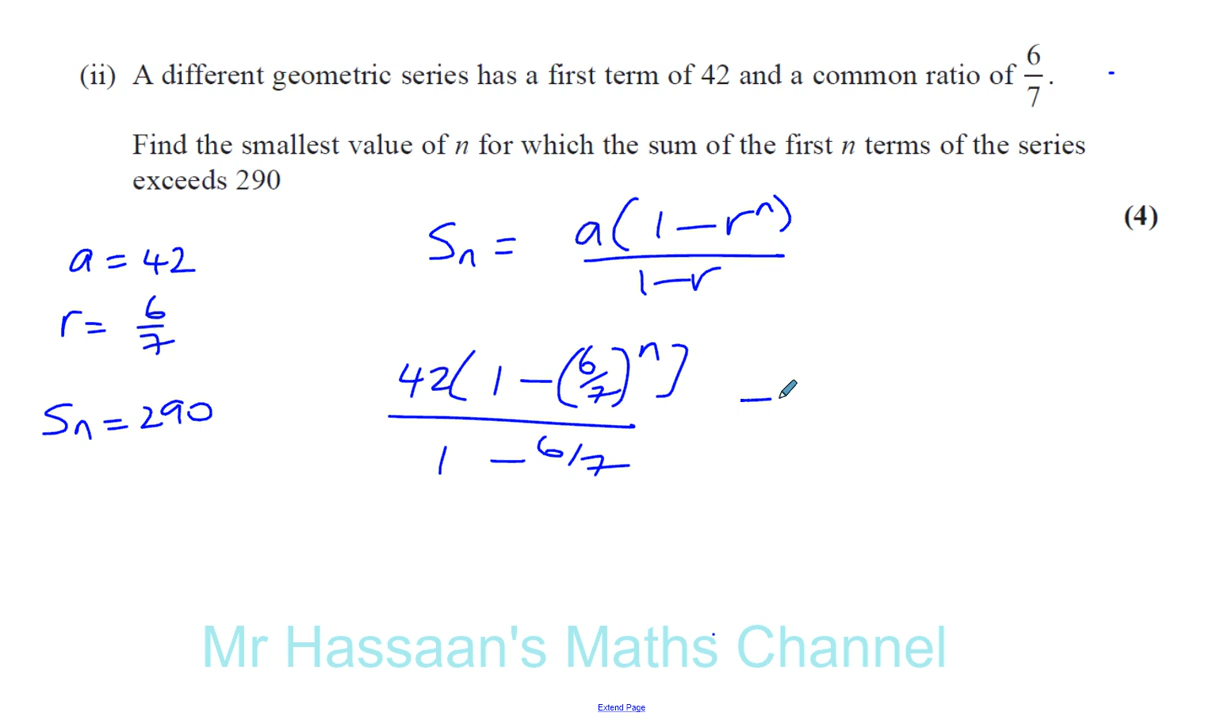 (ii) A different geometric series has a first term of 42 and a common ratio of 6/7.
Find the smallest value of n for which the sum of the first n terms of the series
exceeds 290
(4)
Sn = a(1-r^n)/1-r
a = 42
r = 6/7
Sn = 290
42(1-(6/7)^n)/1-6/7 -
Mr Hassaan's Maths Channel
Extend Page